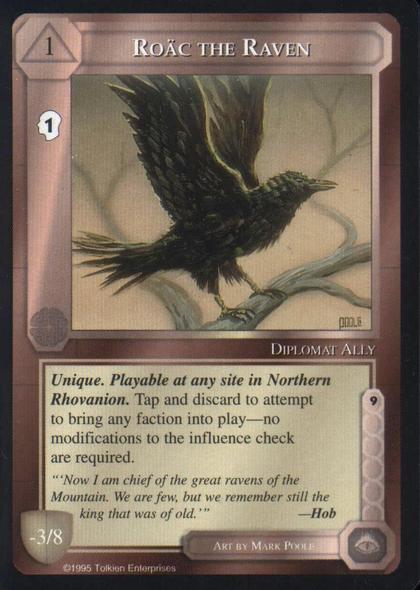 1
ROÄC THE RAVEN
1
POOLE
DIPLOMAT ALLY
Unique. Playable at any site in Northern
Rhovanion. Tap and discard to attempt
to bring any faction into play—no
modifications to the influence check
are required.
9
"‘Now I am chief of the great ravens of the
Mountain. We are few, but we remember still the
king that was of old.’" —Hob
-3/8
ART BY MARK POOLE
©1995 Tolkien Enterprises